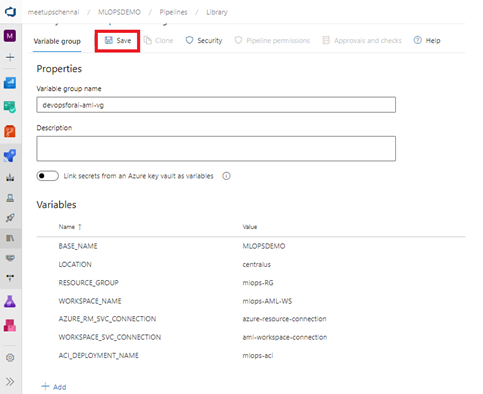 meetupschennai / MLOPSDEMO / Pipelines / Library
M
Variable group Save Clone Security Pipeline permissions Approvals and checks Help
Properties
Variable group name
devopsforai-aml-vg
Description
Link secrets from an Azure key vault as variables
Variables
Name ↑ Value
BASE_NAME MLOPSDEMO
LOCATION centralus
RESOURCE_GROUP mlops-RG
WORKSPACE_NAME mlops-AML-WS
AZURE_RM_SVC_CONNECTION azure-resource-connection
WORKSPACE_SVC_CONNECTION aml-workspace-connection
ACI_DEPLOYMENT_NAME mlops-aci
+ Add